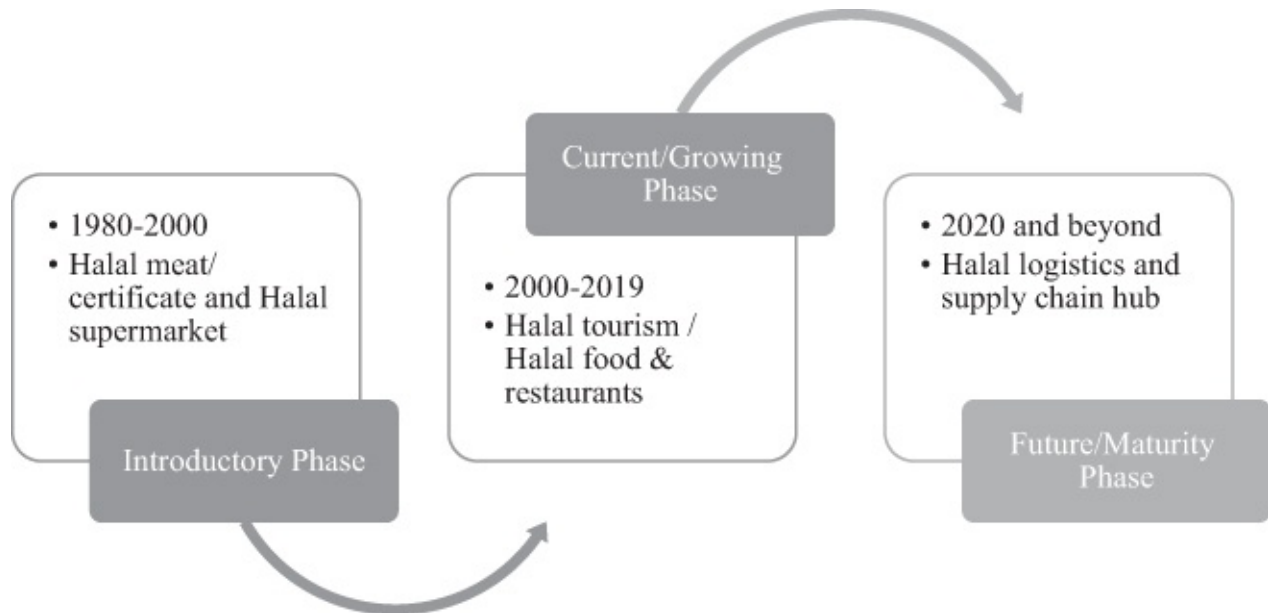 • 1980-2000
• Halal meat/
certificate and Halal
supermarket
Introductory Phase
Current/Growing
Phase
• 2000-2019
• Halal tourism /
Halal food &
restaurants
• 2020 and beyond
• Halal logistics and
supply chain hub
Future/Maturity
Phase